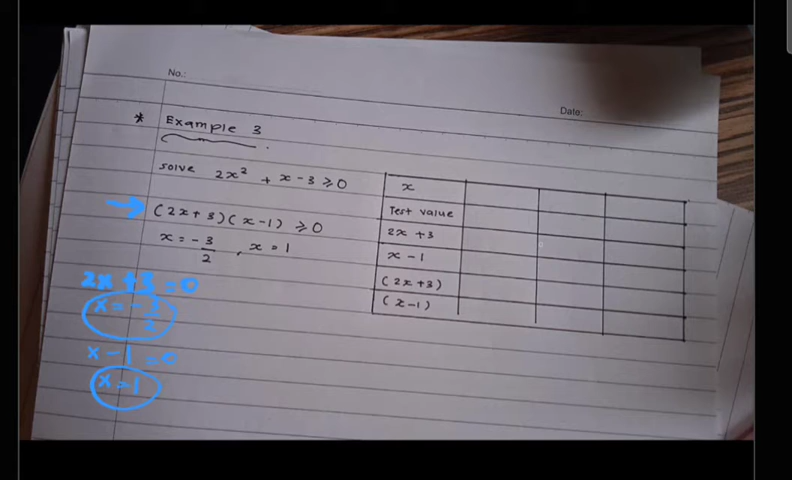 No.:
Date:
* Example 3
solve 2x² + x - 3 ≥ 0
→ (2x + 3)(x - 1) ≥ 0
x = -3/2 , x = 1
2x + 3 = 0
x = -3/2
x - 1 = 0
x = 1
x
Test value
2x + 3
x - 1
(2x + 3)
(x - 1)